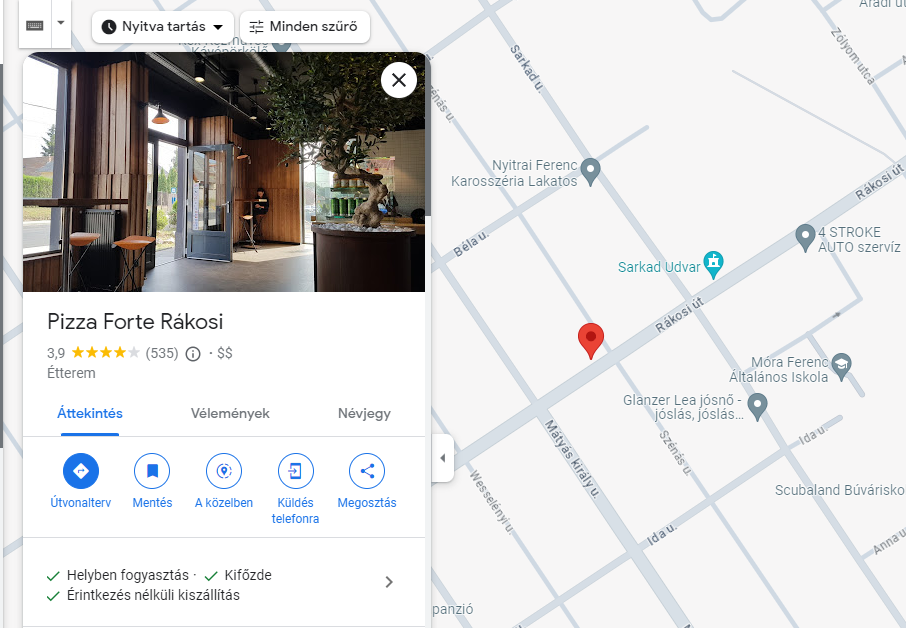 Nyitva tartás
Minden szűrő
Kávépörkölő
Pizza Forte Rákosi
3,9 (535) · $$
Étterem
Áttekintés
Vélemények
Névjegy
Útvonalterv
Mentés
A közelben
Küldés
telefonra
Megosztás
Helyben fogyasztás · Kifőzde
Érintkezés nélküli kiszállítás
Aradi u.
Zólyom utca
Sarkad u.
Szénás u.
Nyitrai Ferenc
Karosszéria Lakatos
Rákosi út
4 STROKE
AUTO szervíz
Béla u.
Sarkad Udvar
Rákosi út
Móra Ferenc
Általános Iskola
Glanzer Lea jósnő -
jóslás, jóslás...
Mátyás király u.
Szénás u.
Ida u.
Wesselényi u.
Scubaland Búvárisko
Ida u.
Anna u.
panzió